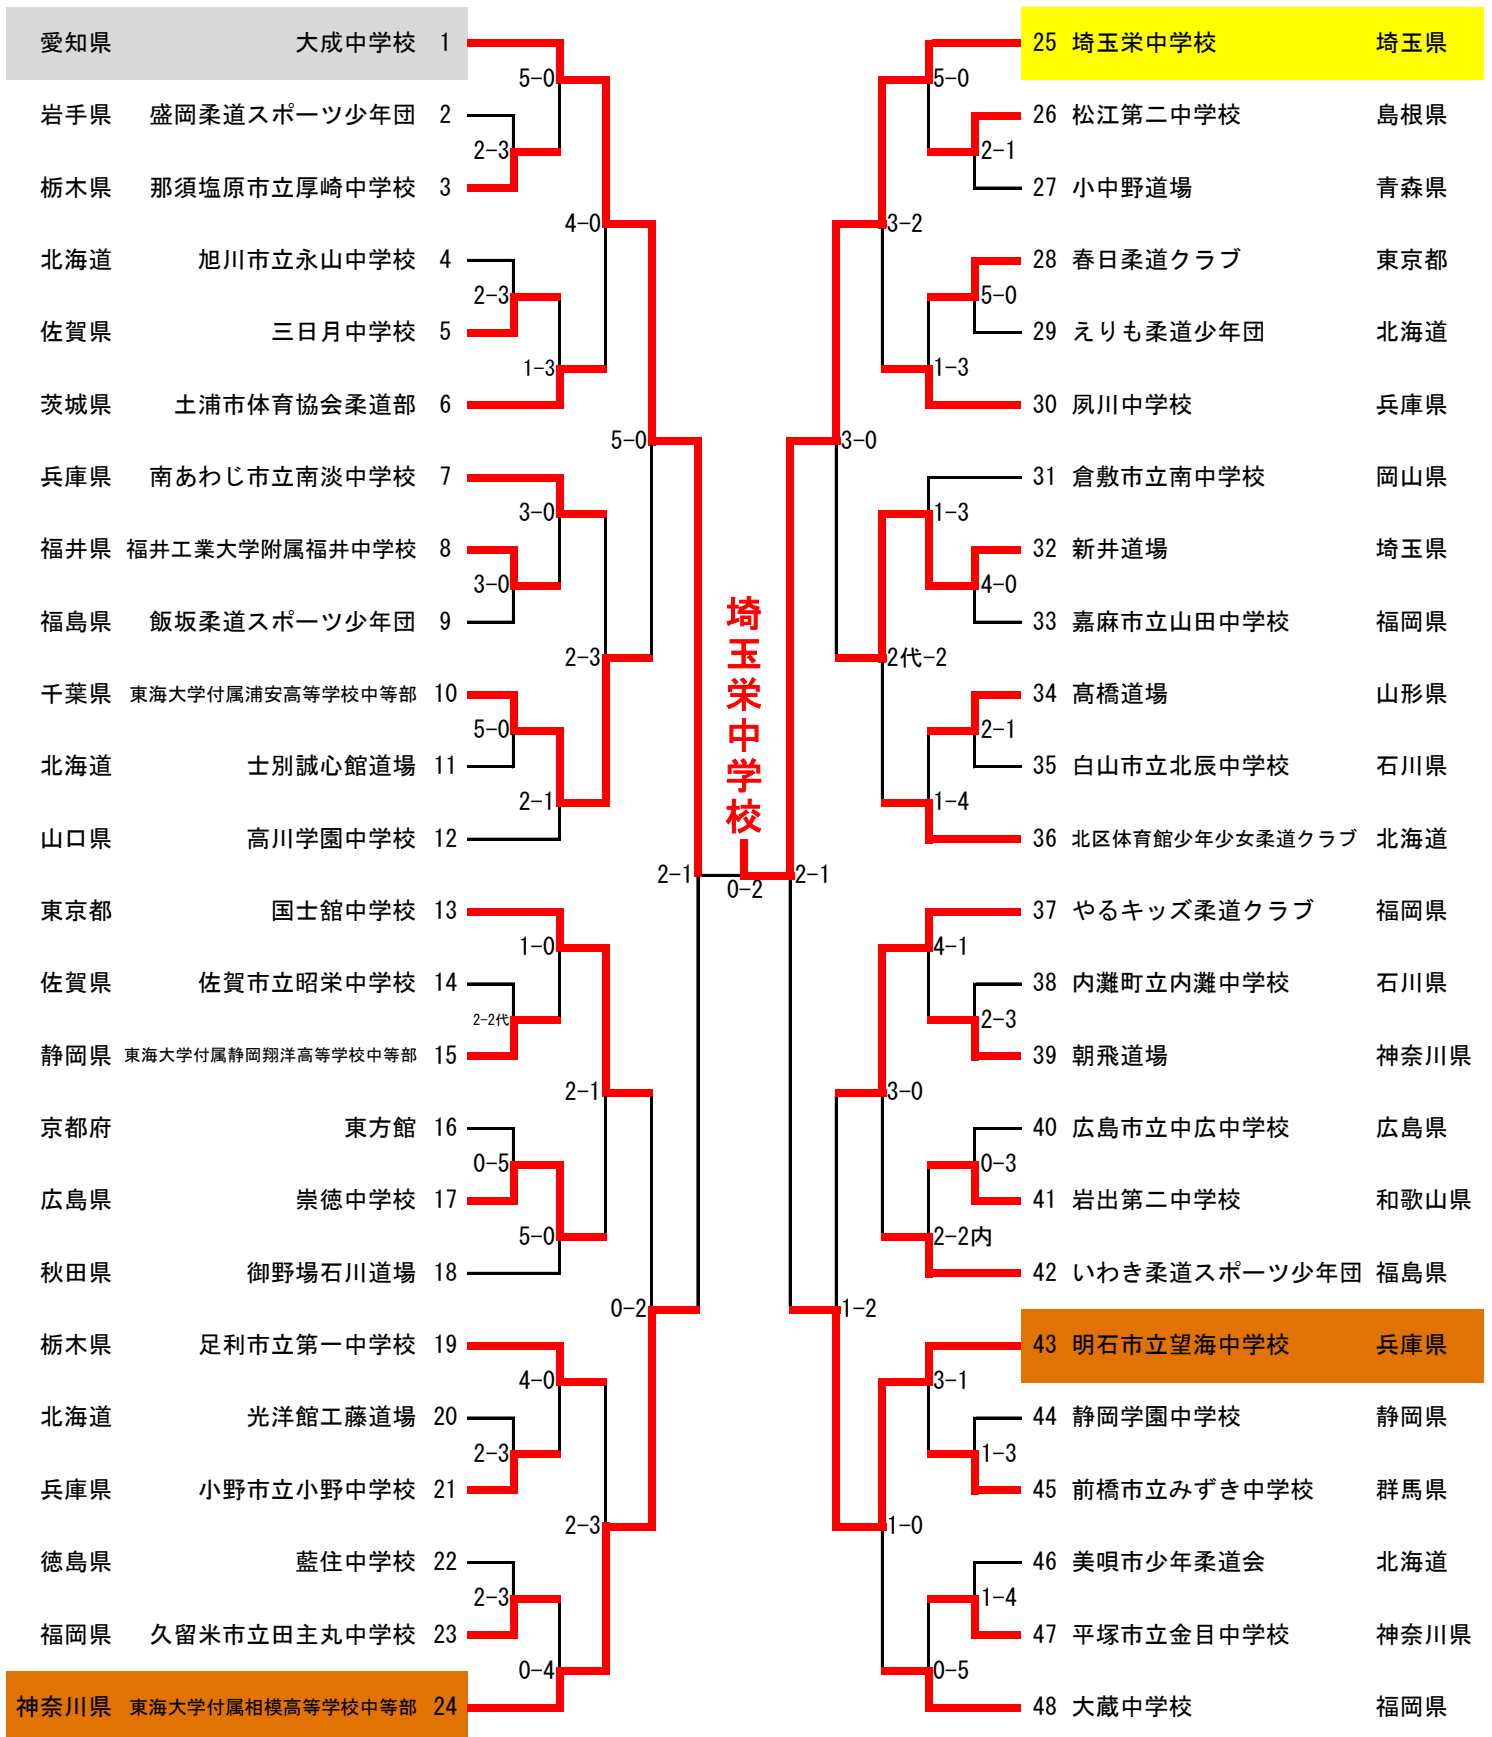 愛知県 大成中学校 1
5-0
岩手県 盛岡柔道スポーツ少年団 2
2-3
栃木県 那須塩原市立厚崎中学校 3
4-0
北海道 旭川市立永山中学校 4
2-3
佐賀県 三日月中学校 5
1-3
茨城県 土浦市体育協会柔道部 6
5-0
兵庫県 南あわじ市立南淡中学校 7
3-0
福井県 福井工業大学附属福井中学校 8
3-0
福島県 飯坂柔道スポーツ少年団 9
2-3
千葉県 東海大学付属浦安高等学校中等部 10
5-0
北海道 士別誠心館道場 11
2-1
山口県 高川学園中学校 12
2-1
東京都 国士舘中学校 13
1-0
佐賀県 佐賀市立昭栄中学校 14
2-2代
静岡県 東海大学付属静岡翔洋高等学校中等部 15
2-1
京都府 東方館 16
0-5
広島県 崇徳中学校 17
5-0
秋田県 御野場石川道場 18
0-2
栃木県 足利市立第一中学校 19
4-0
北海道 光洋館工藤道場 20
2-3
兵庫県 小野市立小野中学校 21
2-3
徳島県 藍住中学校 22
2-3
福岡県 久留米市立田主丸中学校 23
0-4
神奈川県 東海大学付属相模高等学校中等部 24
埼玉栄中学校
0-2
25 埼玉栄中学校 埼玉県
5-0
26 松江第二中学校 島根県
2-1
27 小中野道場 青森県
3-2
28 春日柔道クラブ 東京都
5-0
29 えりも柔道少年団 北海道
1-3
30 夙川中学校 兵庫県
3-0
31 倉敷市立南中学校 岡山県
1-3
32 新井道場 埼玉県
4-0
33 嘉麻市立山田中学校 福岡県
2代-2
34 髙橋道場 山形県
2-1
35 白山市立北辰中学校 石川県
1-4
36 北区体育館少年少女柔道クラブ 北海道
2-1
37 やるキッズ柔道クラブ 福岡県
4-1
38 内灘町立内灘中学校 石川県
2-3
39 朝飛道場 神奈川県
3-0
40 広島市立中広中学校 広島県
0-3
41 岩出第二中学校 和歌山県
2-2内
42 いわき柔道スポーツ少年団 福島県
1-2
43 明石市立望海中学校 兵庫県
3-1
44 静岡学園中学校 静岡県
1-3
45 前橋市立みずき中学校 群馬県
1-0
46 美唄市少年柔道会 北海道
1-4
47 平塚市立金目中学校 神奈川県
0-5
48 大蔵中学校 福岡県